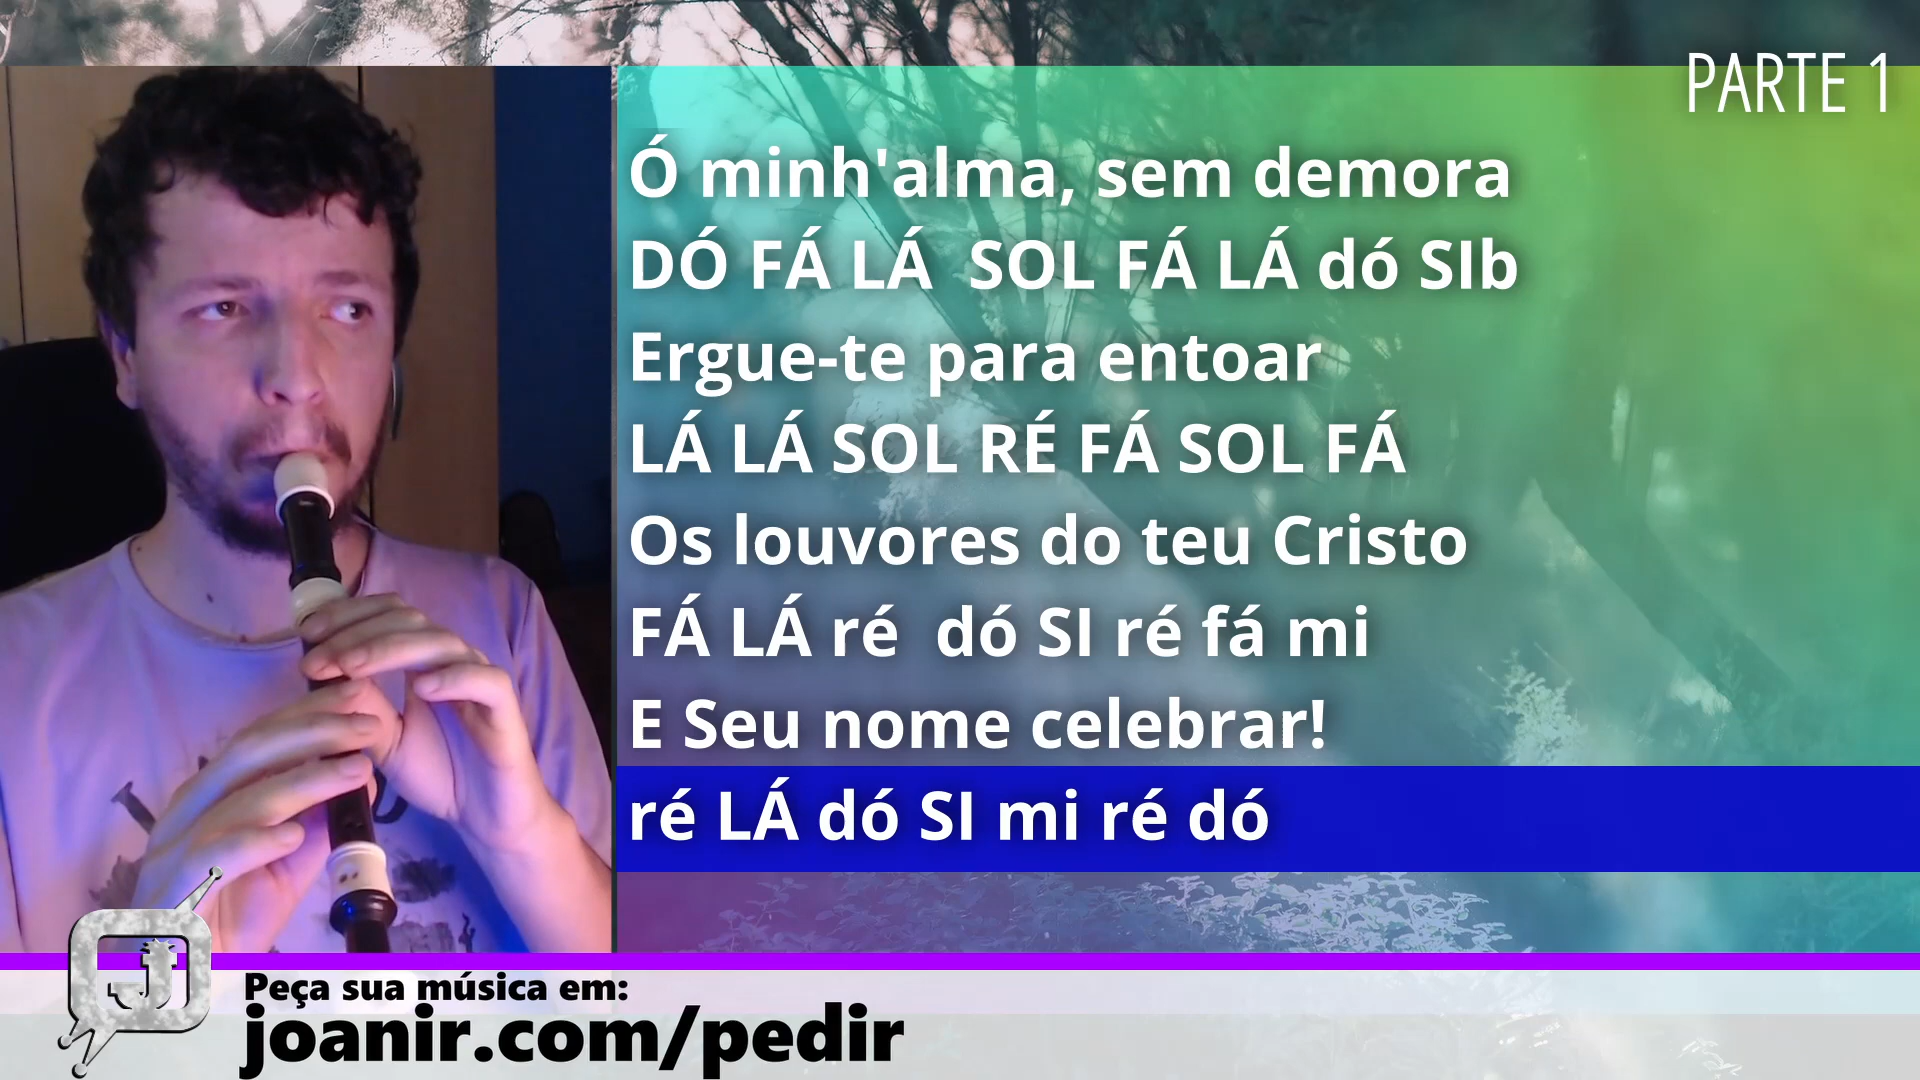 PARTE 1
Ó minh'alma, sem demora
DÓ FÁ LÁ  SOL FÁ LÁ dó SIb
Ergue-te para entoar
LÁ LÁ SOL RÉ FÁ SOL FÁ
Os louvores do teu Cristo
FÁ LÁ ré  dó SI ré fá mi
E Seu nome celebrar!
ré LÁ dó SI mi ré dó
J
Peça sua música em:
joanir.com/pedir